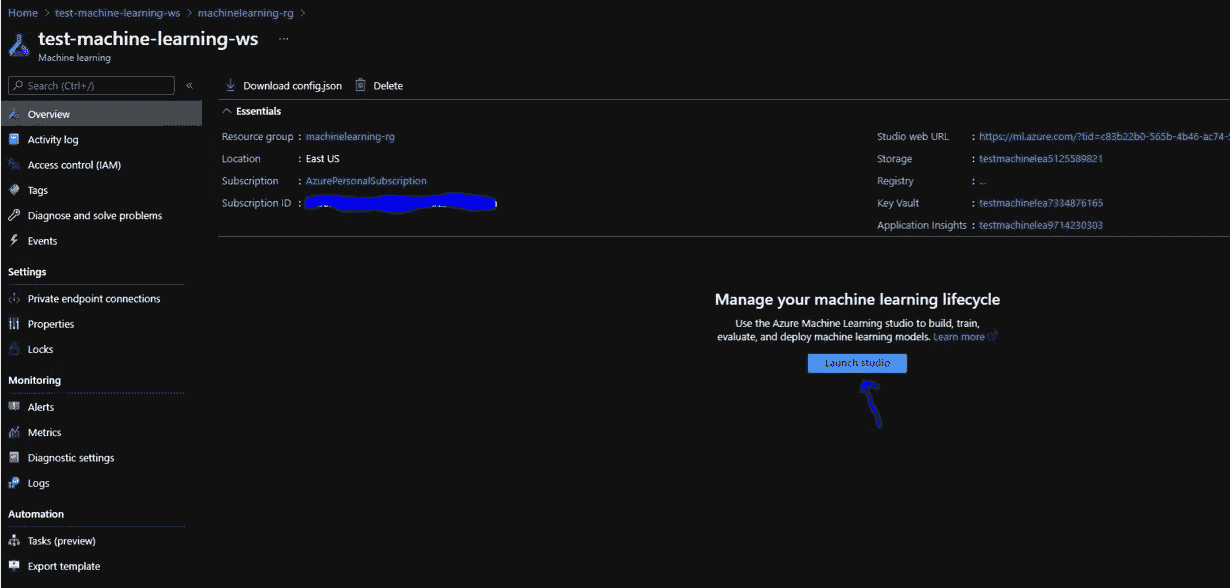 Home > test-machine-learning-ws > machinelearning-rg >
test-machine-learning-ws ...
Machine learning
Search (Ctrl+/) «
Download config.json Delete
Overview
Activity log
Access control (IAM)
Tags
Diagnose and solve problems
Events
Settings
Private endpoint connections
Properties
Locks
Monitoring
Alerts
Metrics
Diagnostic settings
Logs
Automation
Tasks (preview)
Export template
Essentials
Resource group : machinelearning-rg
Location : East US
Subscription : AzurePersonalSubscription
Subscription ID :
Studio web URL : https://ml.azure.com/?tid=c83b22b0-565b-4b46-ac74-
Storage : testmachinelea5125589821
Registry : ...
Key Vault : testmachinelea7334876165
Application Insights : testmachinelea9714230303
Manage your machine learning lifecycle
Use the Azure Machine Learning studio to build, train,
evaluate, and deploy machine learning models. Learn more
Launch studio